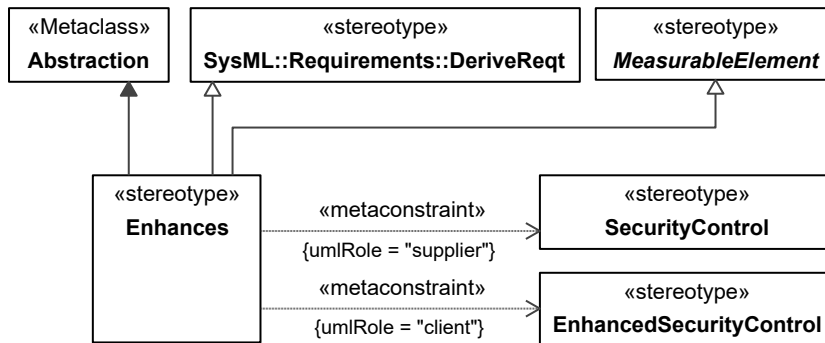 «Metaclass»
Abstraction
«stereotype»
SysML::Requirements::DeriveReqt
«stereotype»
MeasurableElement
«stereotype»
Enhances
«metaconstraint»
{umlRole = "supplier"}
«stereotype»
SecurityControl
«metaconstraint»
{umlRole = "client"}
«stereotype»
EnhancedSecurityControl